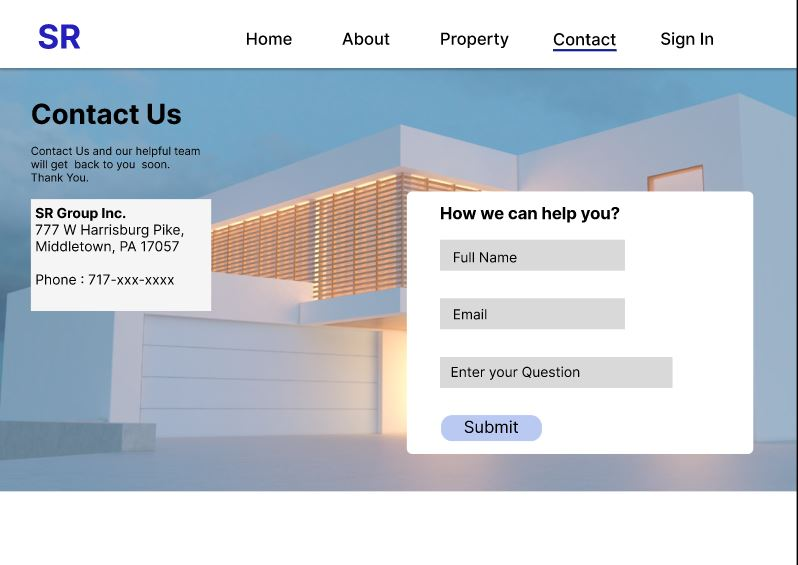 SR
Home About Property Contact Sign In
Contact Us
Contact Us and our helpful team
will get back to you soon.
Thank You.
SR Group Inc.
777 W Harrisburg Pike,
Middletown, PA 17057
Phone : 717-xxx-xxxx
How we can help you?
Full Name
Email
Enter your Question
Submit